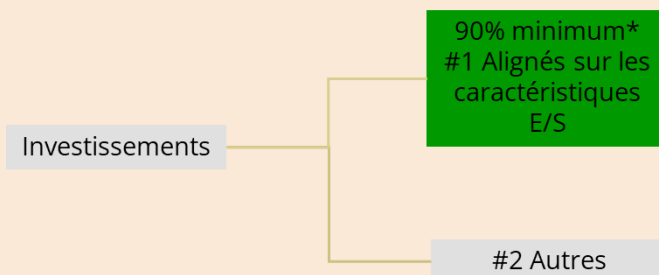 90% minimum*
#1 Alignés sur les
caractéristiques
E/S
Investissements
#2 Autres